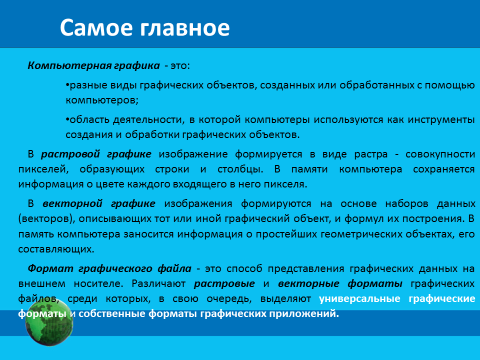 Самое главное
Компьютерная графика - это:
•разные виды графических объектов, созданных или обработанных с помощью
компьютеров;
•область деятельности, в которой компьютеры используются как инструменты
создания и обработки графических объектов.
В растровой графике изображение формируется в виде растра - совокупности
пикселей, образующих строки и столбцы. В памяти компьютера сохраняется
информация о цвете каждого входящего в него пикселя.
В векторной графике изображения формируются на основе наборов данных
(векторов), описывающих тот или иной графический объект, и формул их построения. В
память компьютера заносится информация о простейших геометрических объектах, его
составляющих.
Формат графического файла - это способ представления графических данных на
внешнем носителе. Различают растровые и векторные форматы графических
файлов, среди которых, в свою очередь, выделяют универсальные графические
форматы и собственные форматы графических приложений.